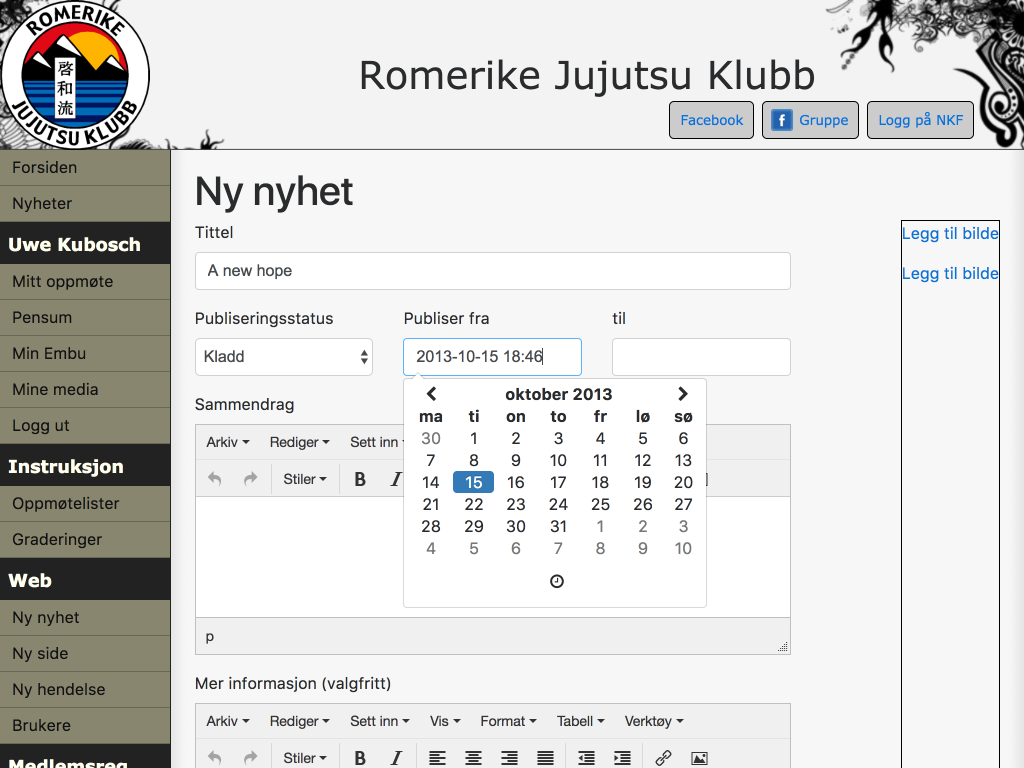 ROMERIKE
啓和流
JUJUTSU KLUBB
Romerike Jujutsu Klubb
Facebook
Gruppe
Logg på NKF
Forsiden
Nyheter
Uwe Kubosch
Mitt oppmøte
Pensum
Min Embu
Mine media
Logg ut
Instruksjon
Oppmøtelister
Graderinger
Web
Ny nyhet
Ny side
Ny hendelse
Brukere
Medlemsreg
Ny nyhet
Tittel
A new hope
Publiseringsstatus
Publiser fra
til
Kladd
2013-10-15 18:46
oktober 2013
ma ti on to fr lø sø
30 1 2 3 4 5 6
7 8 9 10 11 12 13
14 15 16 17 18 19 20
21 22 23 24 25 26 27
28 29 30 31 1 2 3
4 5 6 7 8 9 10
Sammendrag
Arkiv Rediger Sett inn
Stiler B I
p
Mer informasjon (valgfritt)
Arkiv Rediger Sett inn Vis Format Tabell Verktøy
Stiler B I
Legg til bilde
Legg til bilde